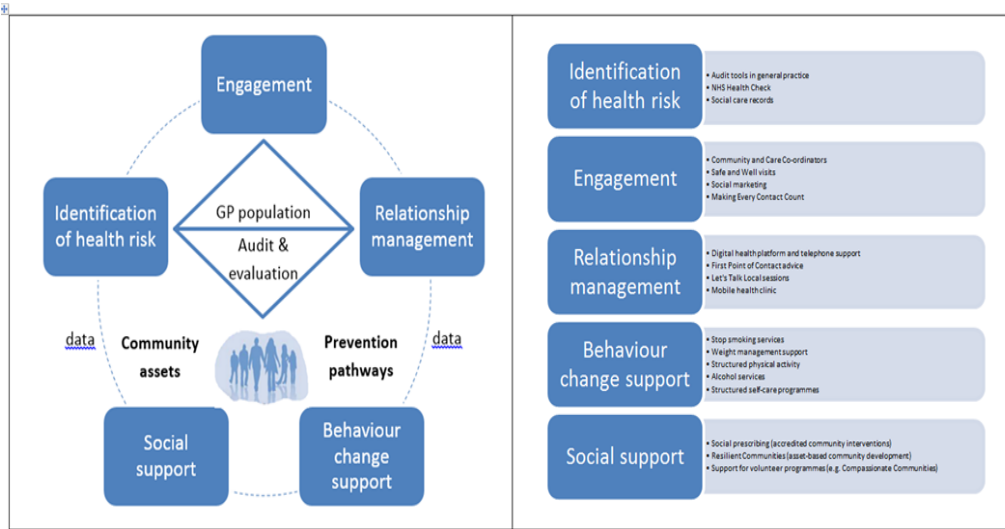 Engagement
Identification
of health risk
GP population
Audit &
evaluation
Relationship
management
data
Community
assets
Prevention
pathways
data
Social
support
Behaviour
change
support
Identification
of health risk
• Audit tools in general practice
• NHS Health Check
• Social care records
Engagement
• Community and Care Co-ordinators
• Safe and Well visits
• Social marketing
• Making Every Contact Count
Relationship
management
• Digital health platform and telephone support
• First Point of Contact advice
• Let's Talk Local sessions
• Mobile health clinic
Behaviour
change support
• Stop smoking services
• Weight management support
• Structured physical activity
• Alcohol services
• Structured self-care programmes
Social support
• Social prescribing (accredited community interventions)
• Resilient Communities (asset-based community development)
• Support for volunteer programmes (e.g. Compassionate Communities)